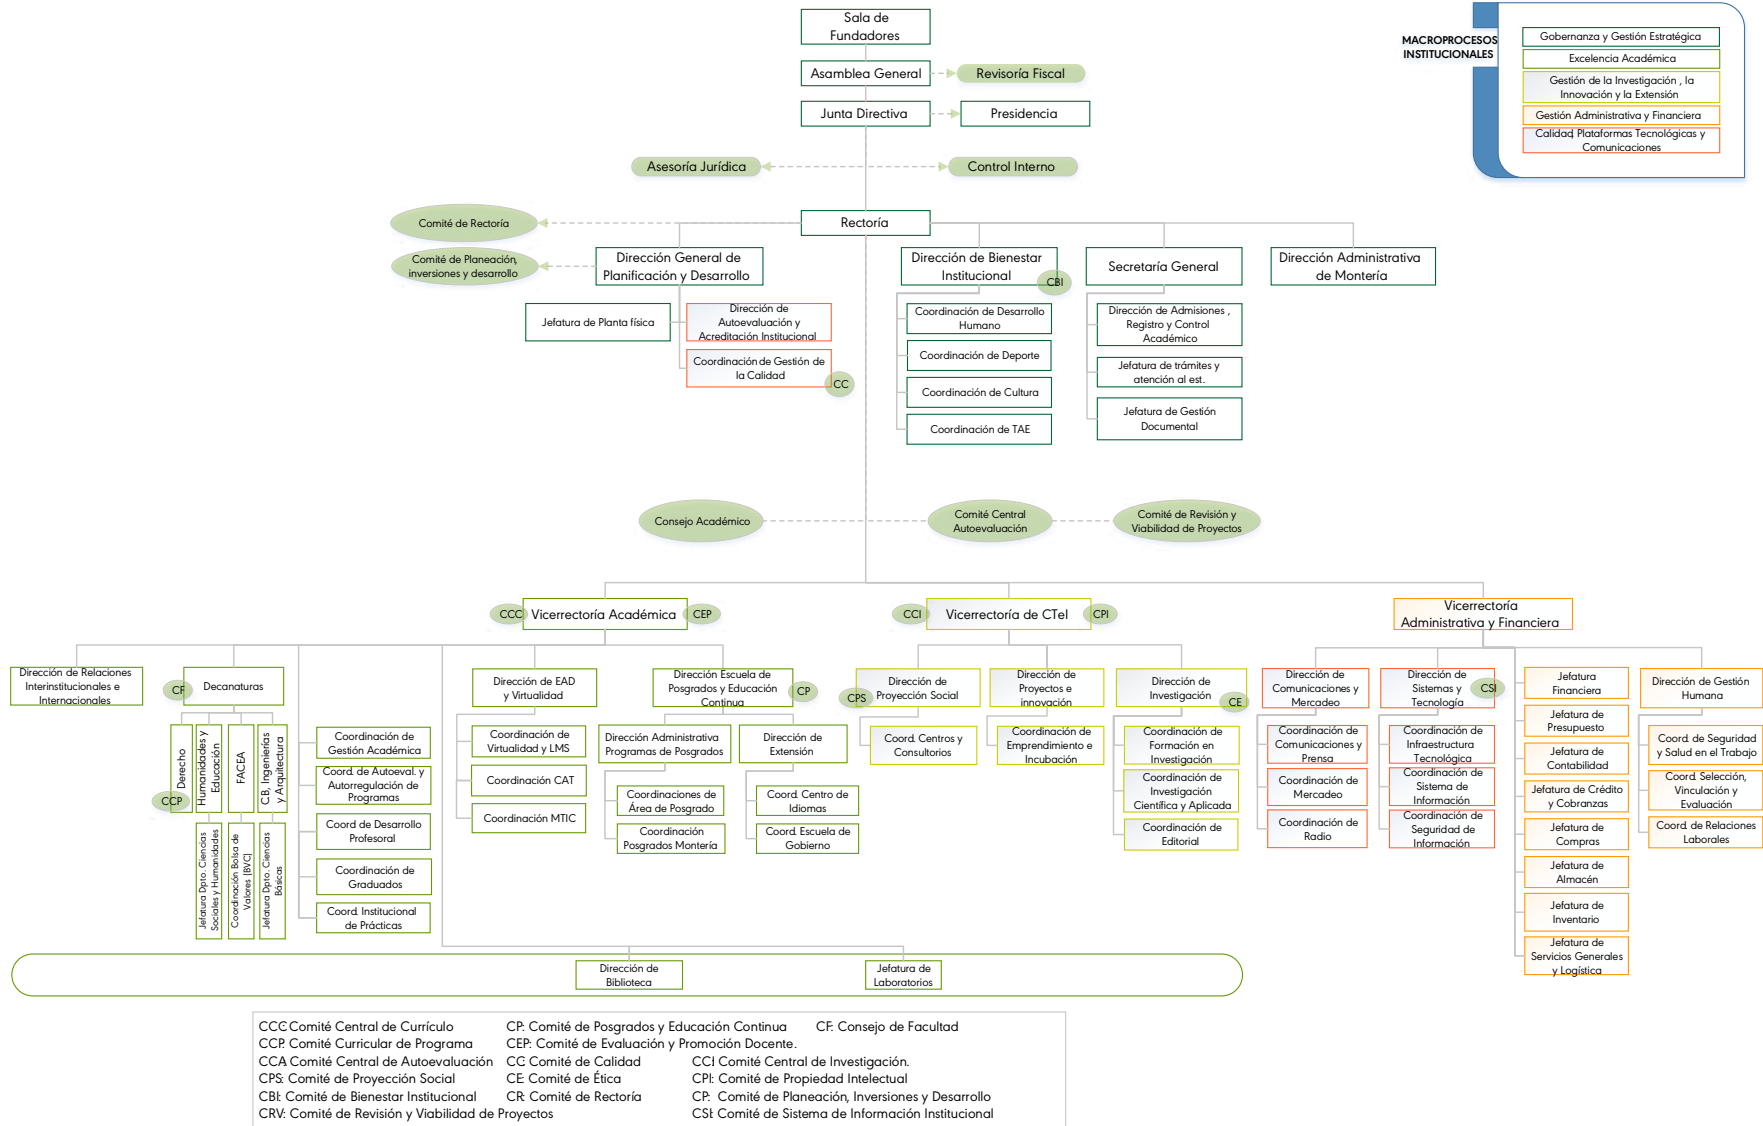 Sala de
Fundadores
Asamblea General
Revisoría Fiscal
Junta Directiva
Presidencia
Asesoría Jurídica
Control Interno
MACROPROCESOS
INSTITUCIONALES
Gobernanza y Gestión Estratégica
Excelencia Académica
Gestión de la Investigación , la
Innovación y la Extensión
Gestión Administrativa y Financiera
Calidad, Plataformas Tecnológicas y
Comunicaciones
Comité de Rectoría
Rectoría
Comité de Planeación,
inversiones y desarrollo
Dirección General de
Planificación y Desarrollo
Dirección de Bienestar
Institucional
CBI
Secretaría General
Dirección Administrativa
de Montería
Jefatura de Planta física
Dirección de
Autoevaluación y
Acreditación Institucional
Coordinación de Gestión de
la Calidad
CC
Coordinación de Desarrollo
Humano
Coordinación de Deporte
Coordinación de Cultura
Coordinación de TAE
Dirección de Admisiones ,
Registro y Control
Académico
Jefatura de trámites y
atención al est.
Jefatura de Gestión
Documental
Consejo Académico
Comité Central
Autoevaluación
Comité de Revisión y
Viabilidad de Proyectos
CCC
Vicerrectoría Académica
CEP
CCI
Vicerrectoría de CTeI
CPI
Vicerrectoría
Administrativa y Financiera
Dirección de Relaciones
Interinstitucionales e
Internacionales
CF
Decanaturas
Derecho
CCP
Humanidades y
Educación
FACEA
C.B, Ingenierías
y Arquitectura
Jefatura Dpto. Ciencias
Sociales y Humanidades
Coordinación Bolsa de
Valores (BVC)
Jefatura Dpto. Ciencias
Básicas
Coordinación de
Gestión Académica
Coord. de Autoeval. y
Autorregulación de
Programas
Coord de Desarrollo
Profesoral
Coordinación de
Graduados
Coord. Institucional
de Prácticas
Dirección de EAD
y Virtualidad
Coordinación de
Virtualidad y LMS
Coordinación CAT
Coordinación MTIC
Dirección Escuela de
Posgrados y Educación
Continua
CP
Dirección Administrativa
Programas de Posgrados
Coordinaciones de
Área de Posgrado
Coordinación
Posgrados Montería
Dirección de
Extensión
Coord. Centro de
Idiomas
Coord. Escuela de
Gobierno
Dirección de
Proyección Social
CPS
Coord. Centros y
Consultorios
Dirección de
Proyectos e
innovación
Coordinación de
Emprendimiento e
Incubación
Dirección de
Investigación
CE
Coordinación de
Formación en
Investigación
Coordinación de
Investigación
Científica y Aplicada
Coordinación de
Editorial
Dirección de
Comunicaciones y
Mercadeo
Coordinación de
Comunicaciones y
Prensa
Coordinación de
Mercadeo
Coordinación de
Radio
Dirección de
Sistemas y
Tecnología
CSI
Coordinación de
Infraestructura
Tecnológica
Coordinación de
Sistema de
Información
Coordinación de
Seguridad de
Información
Jefatura
Financiera
Jefatura de
Presupuesto
Jefatura de
Contabilidad
Jefatura de Crédito
y Cobranzas
Jefatura de
Compras
Jefatura de
Almacén
Jefatura de
Inventario
Jefatura de
Servicios Generales
y Logística
Dirección de Gestión
Humana
Coord. de Seguridad
y Salud en el Trabajo
Coord. Selección,
Vinculación y
Evaluación
Coord. de Relaciones
Laborales
Dirección de
Biblioteca
Jefatura de
Laboratorios
CCC: Comité Central de Currículo CP: Comité de Posgrados y Educación Continua CF: Consejo de Facultad
CCP: Comité Curricular de Programa CEP: Comité de Evaluación y Promoción Docente.
CCA: Comité Central de Autoevaluación CC: Comité de Calidad CCI: Comité Central de Investigación.
CPS: Comité de Proyección Social CE: Comité de Ética CPI: Comité de Propiedad Intelectual
CBI: Comité de Bienestar Institucional CR: Comité de Rectoría CP: Comité de Planeación, Inversiones y Desarrollo
CRV: Comité de Revisión y Viabilidad de Proyectos CSI: Comité de Sistema de Información Institucional